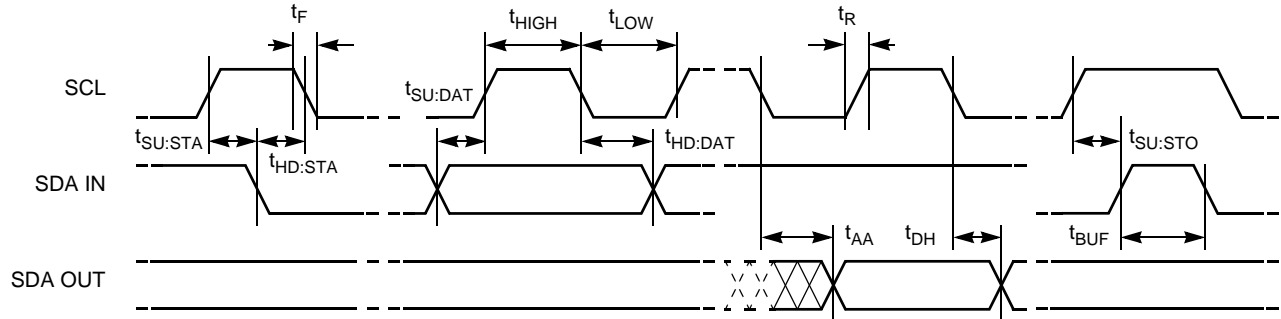 tF
tHIGH
tLOW
tR
SCL
tSU:DAT
tSU:STA
tHD:STA
tHD:DAT
tSU:STO
SDA IN
tAA
tDH
tBUF
SDA OUT